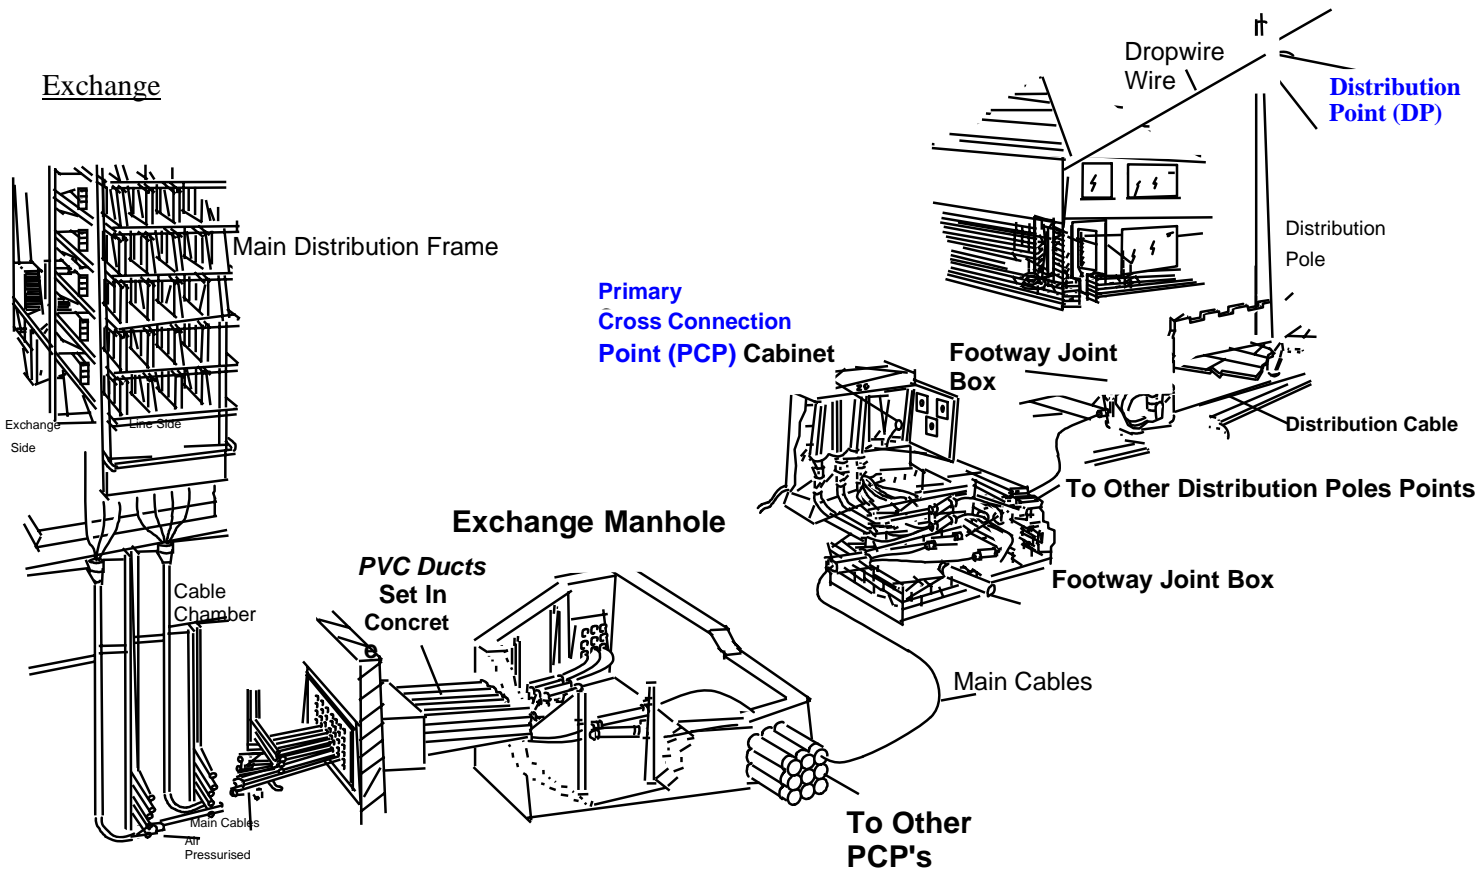 Exchange
Dropwire
Wire
Distribution
Point (DP)
Main Distribution Frame
Distribution
Pole
Primary
Cross Connection
Point (PCP) Cabinet
Footway Joint
Box
Exchange
Side
Line Side
Distribution Cable
To Other Distribution Poles Points
Exchange Manhole
PVC Ducts
Set In
Concret
Footway Joint Box
Cable
Chamber
Main Cables
Main Cables
Air
Pressurised
To Other
PCP's